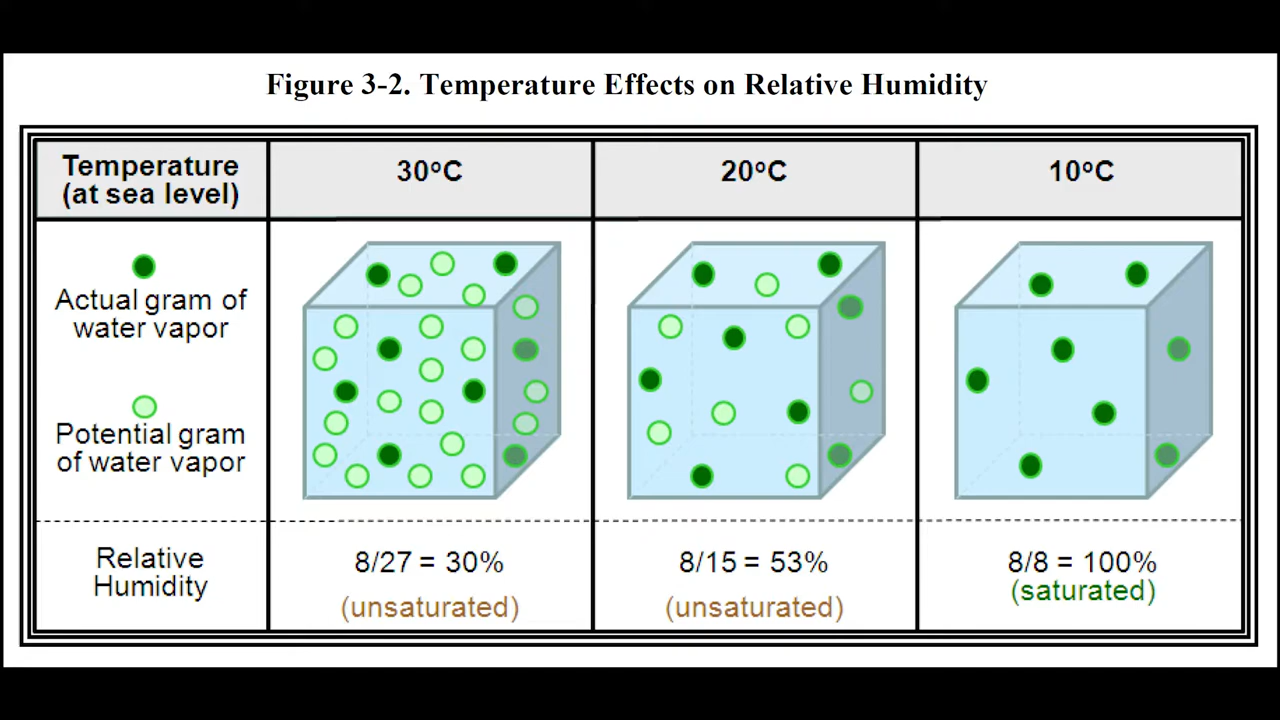 Figure 3-2. Temperature Effects on Relative Humidity
Temperature
(at sea level)
30°C
20°C
10°C
Actual gram of
water vapor
Potential gram
of water vapor
Relative
Humidity
8/27 = 30%
(unsaturated)
8/15 = 53%
(unsaturated)
8/8 = 100%
(saturated)